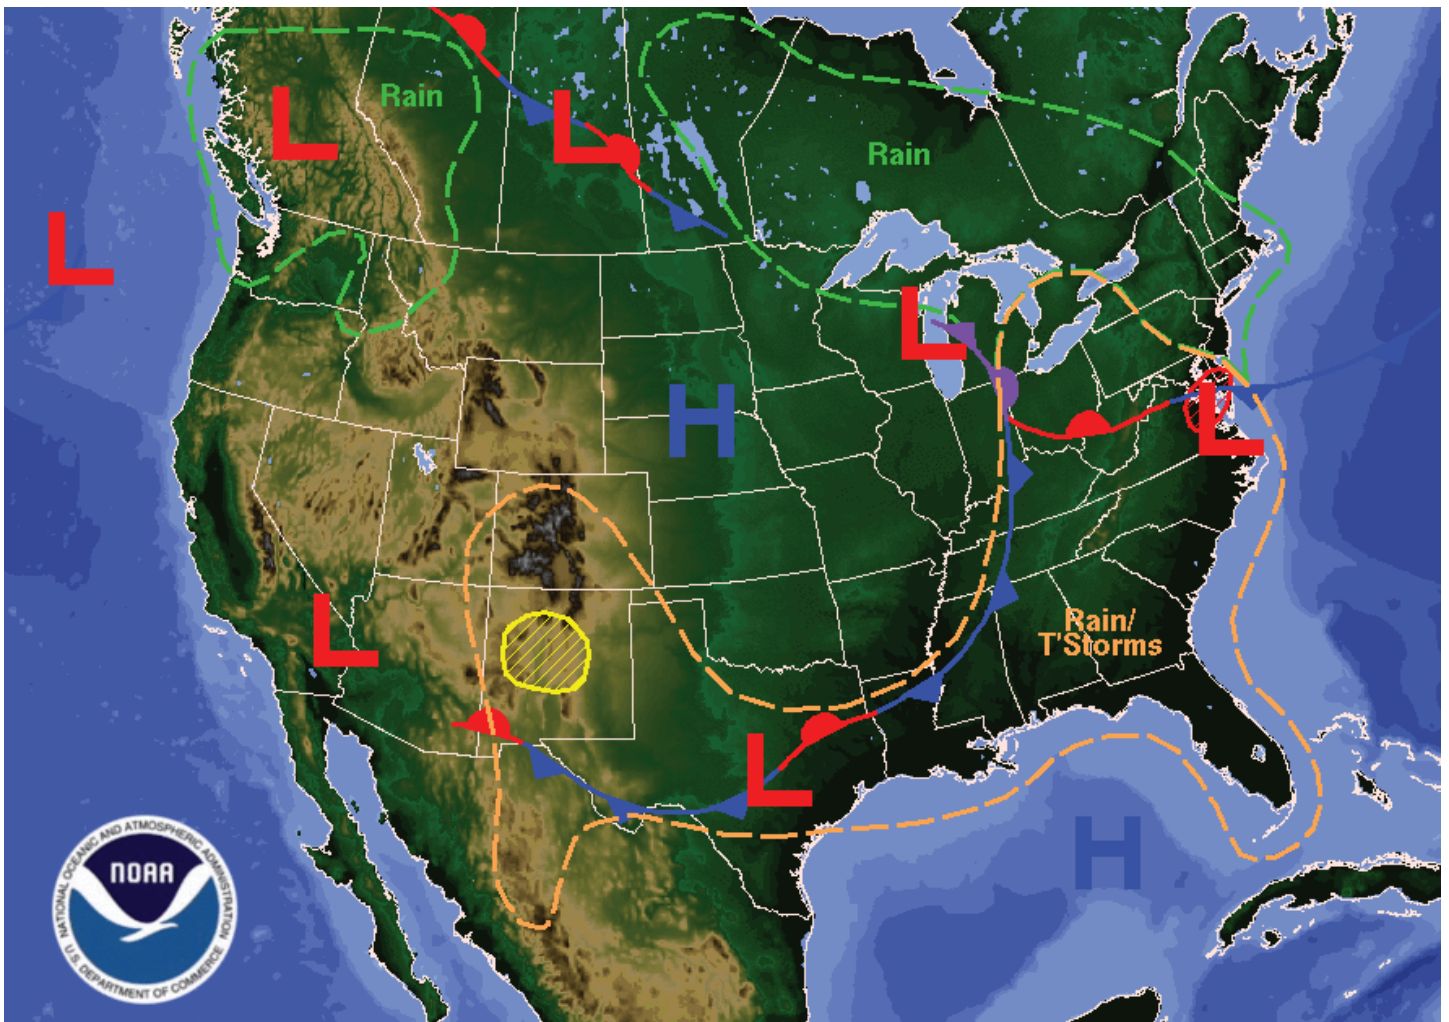 Rain
L
L
Rain
L
L
H
L
Rain/
T'Storms
L
L
H
NOAA
NATIONAL OCEANIC AND ATMOSPHERIC ADMINISTRATION
U.S. DEPARTMENT OF COMMERCE